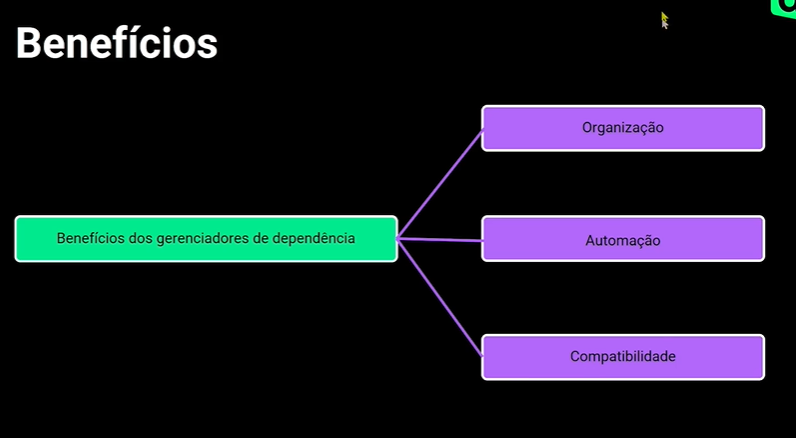 Benefícios
Organização
Benefícios dos gerenciadores de dependência
Automação
Compatibilidade